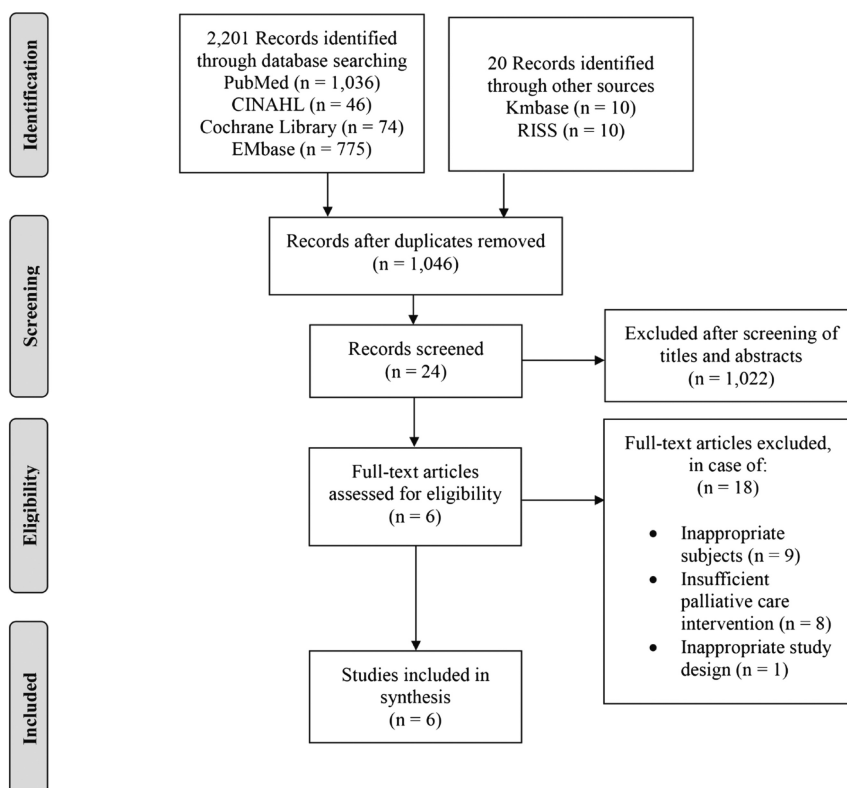 Identification
2,201 Records identified
through database searching
PubMed (n = 1,036)
CINAHL (n = 46)
Cochrane Library (n = 74)
EMbase (n = 775)
20 Records identified
through other sources
Kmbase (n = 10)
RISS (n = 10)
Screening
Records after duplicates removed
(n = 1,046)
Records screened
(n = 24)
Excluded after screening of
titles and abstracts
(n = 1,022)
Eligibility
Full-text articles
assessed for eligibility
(n = 6)
Full-text articles excluded,
in case of:
(n = 18)
• Inappropriate
subjects (n = 9)
• Insufficient
palliative care
intervention (n = 8)
• Inappropriate study
design (n = 1)
Included
Studies included in
synthesis
(n = 6)